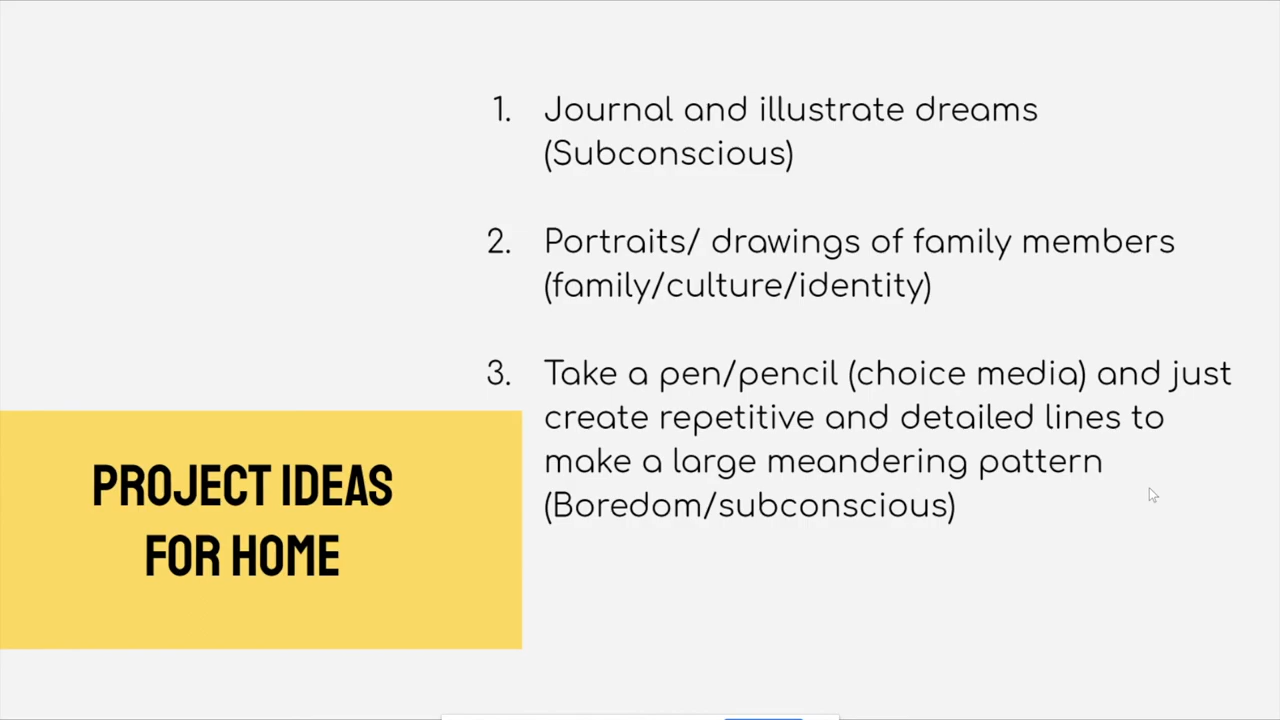 1. Journal and illustrate dreams
(Subconscious)
2. Portraits/ drawings of family members
(family/culture/identity)
3. Take a pen/pencil (choice media) and just
create repetitive and detailed lines to
make a large meandering pattern
(Boredom/subconscious)
PROJECT IDEAS
FOR HOME